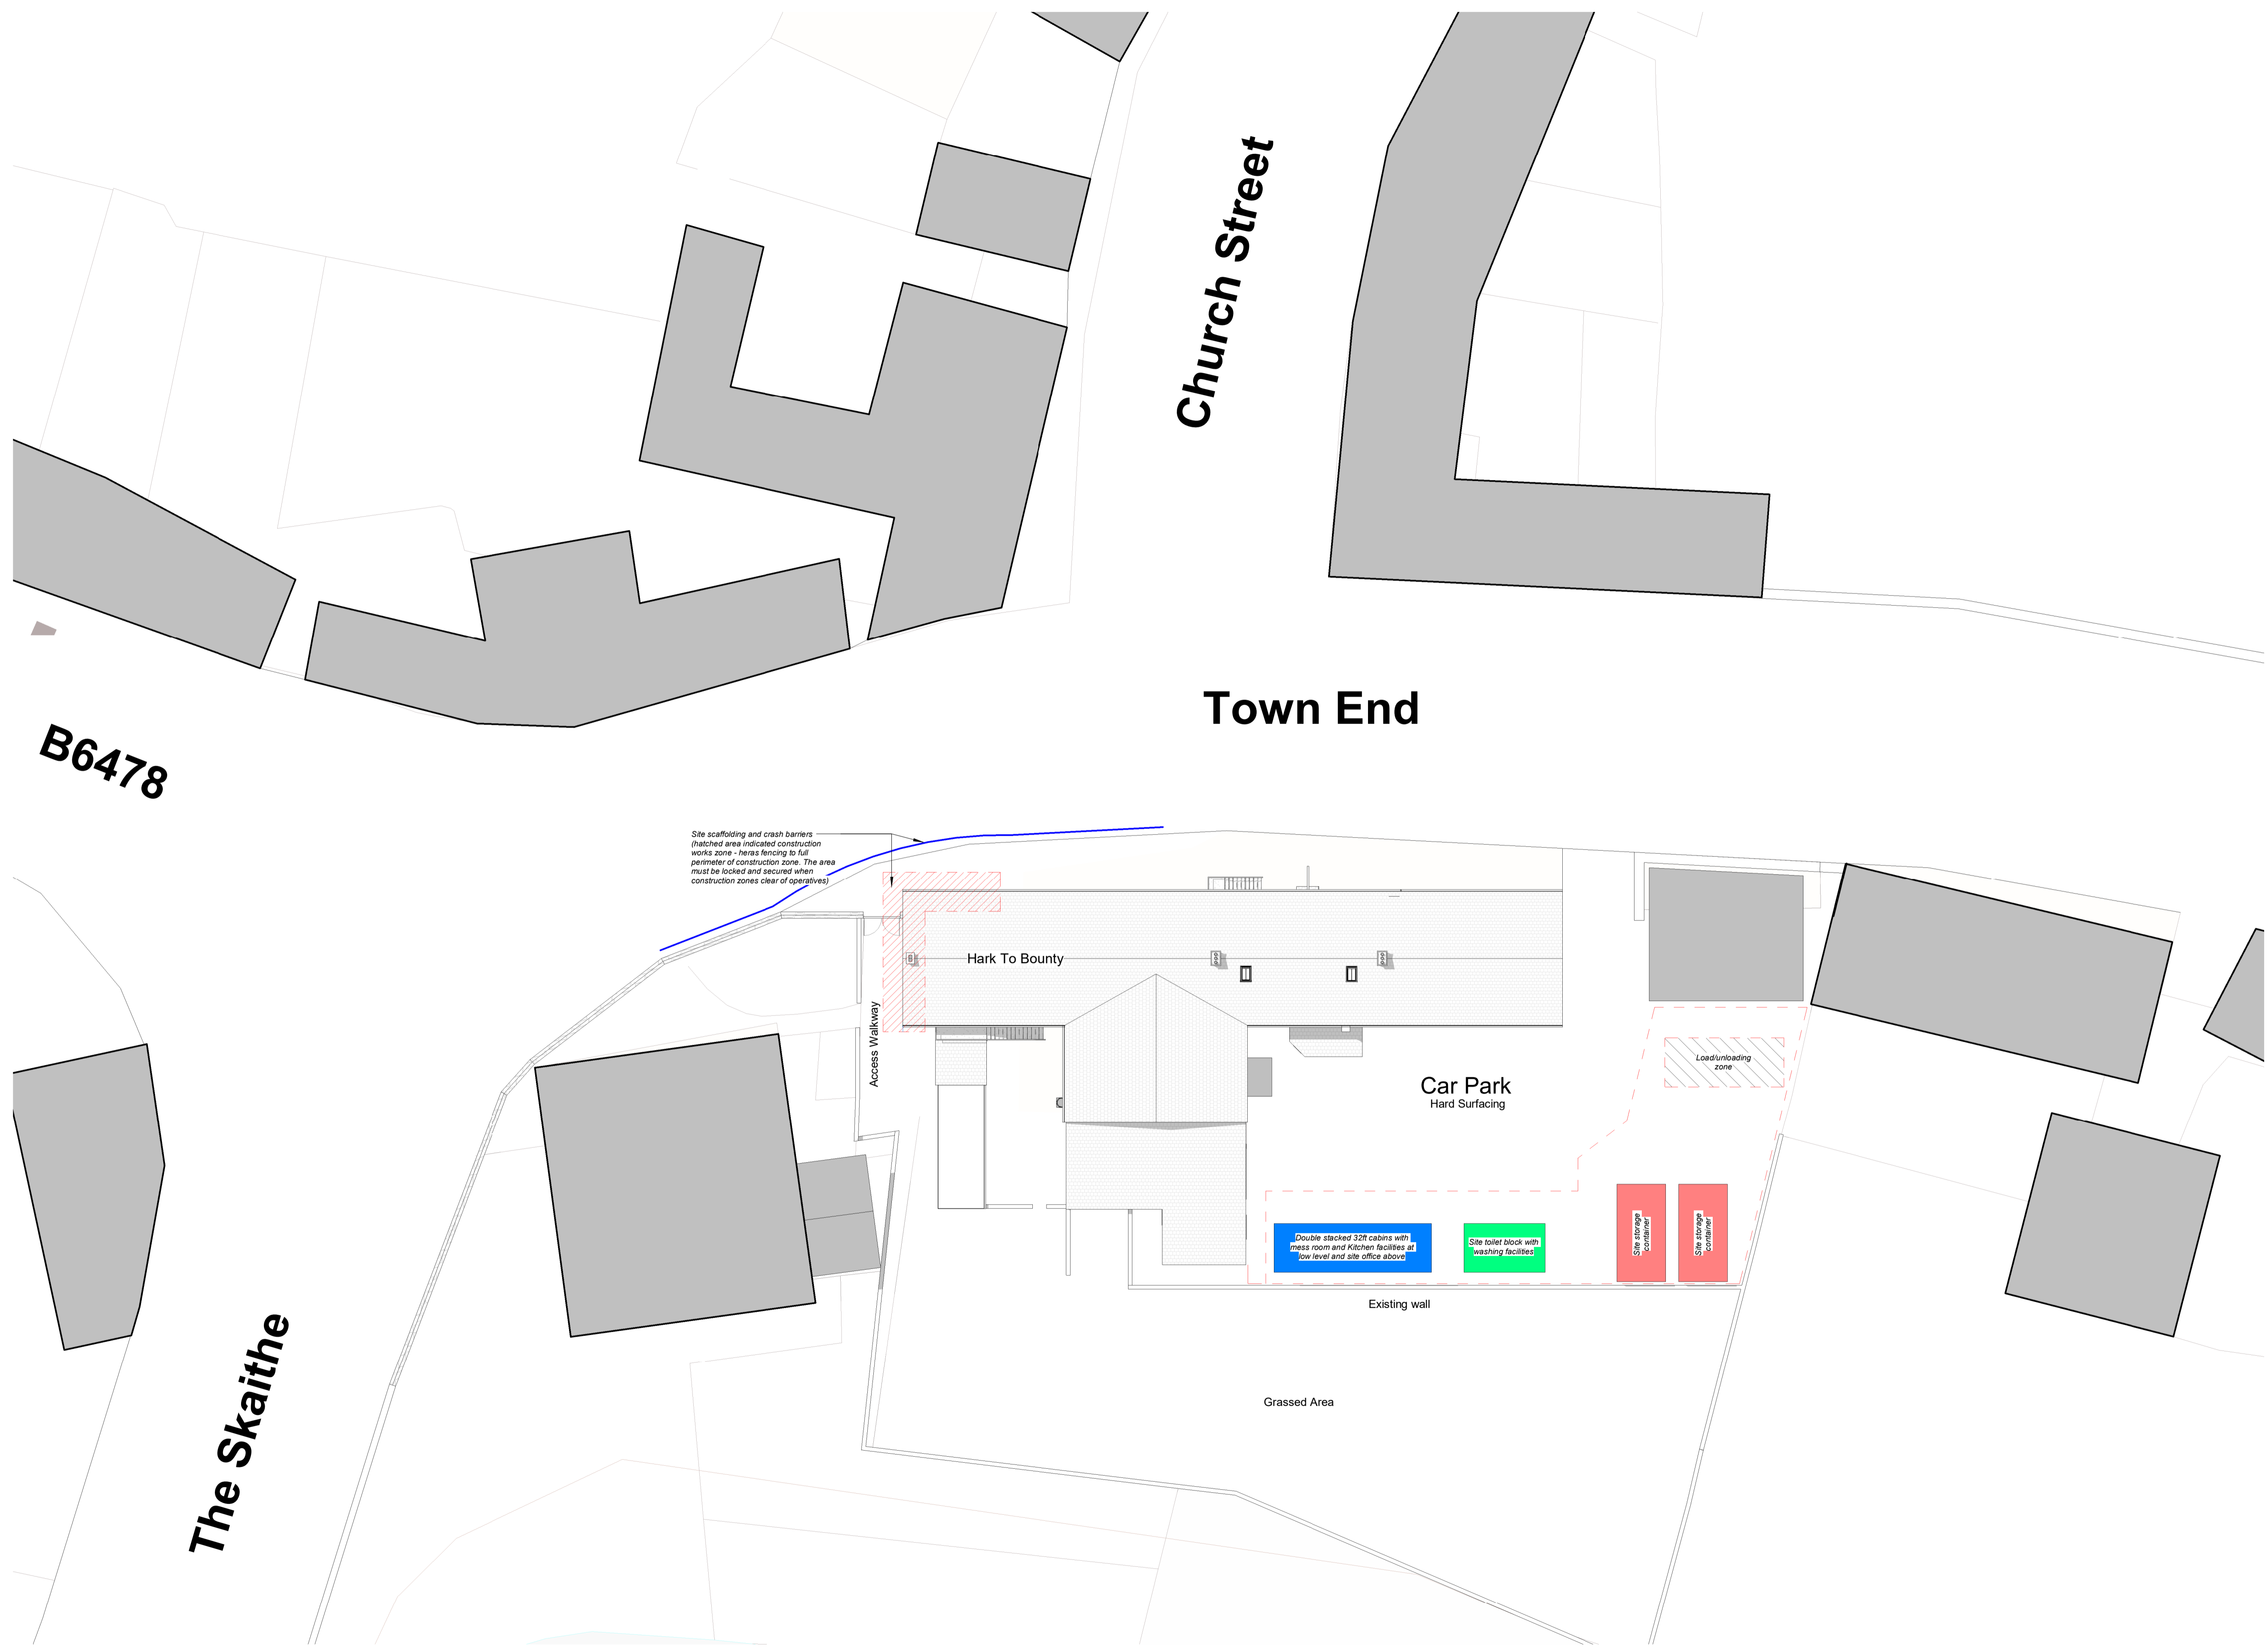 Church Street
Town End
B6478
Site scaffolding and crash barriers
(hatched area indicated construction
works zone - heras fencing to full
perimeter of construction zone. The area
must be locked and secured when
construction zones clear of operatives)
Hark To Bounty
Access Walkway
Load/unloading
zone
Car Park
Hard Surfacing
Double stacked 32ft cabins with
mess room and Kitchen facilities at
low level and site office above
Site toilet block with
washing facilities
Site storage
container
Site storage
container
Existing wall
Grassed Area
The Skaithe